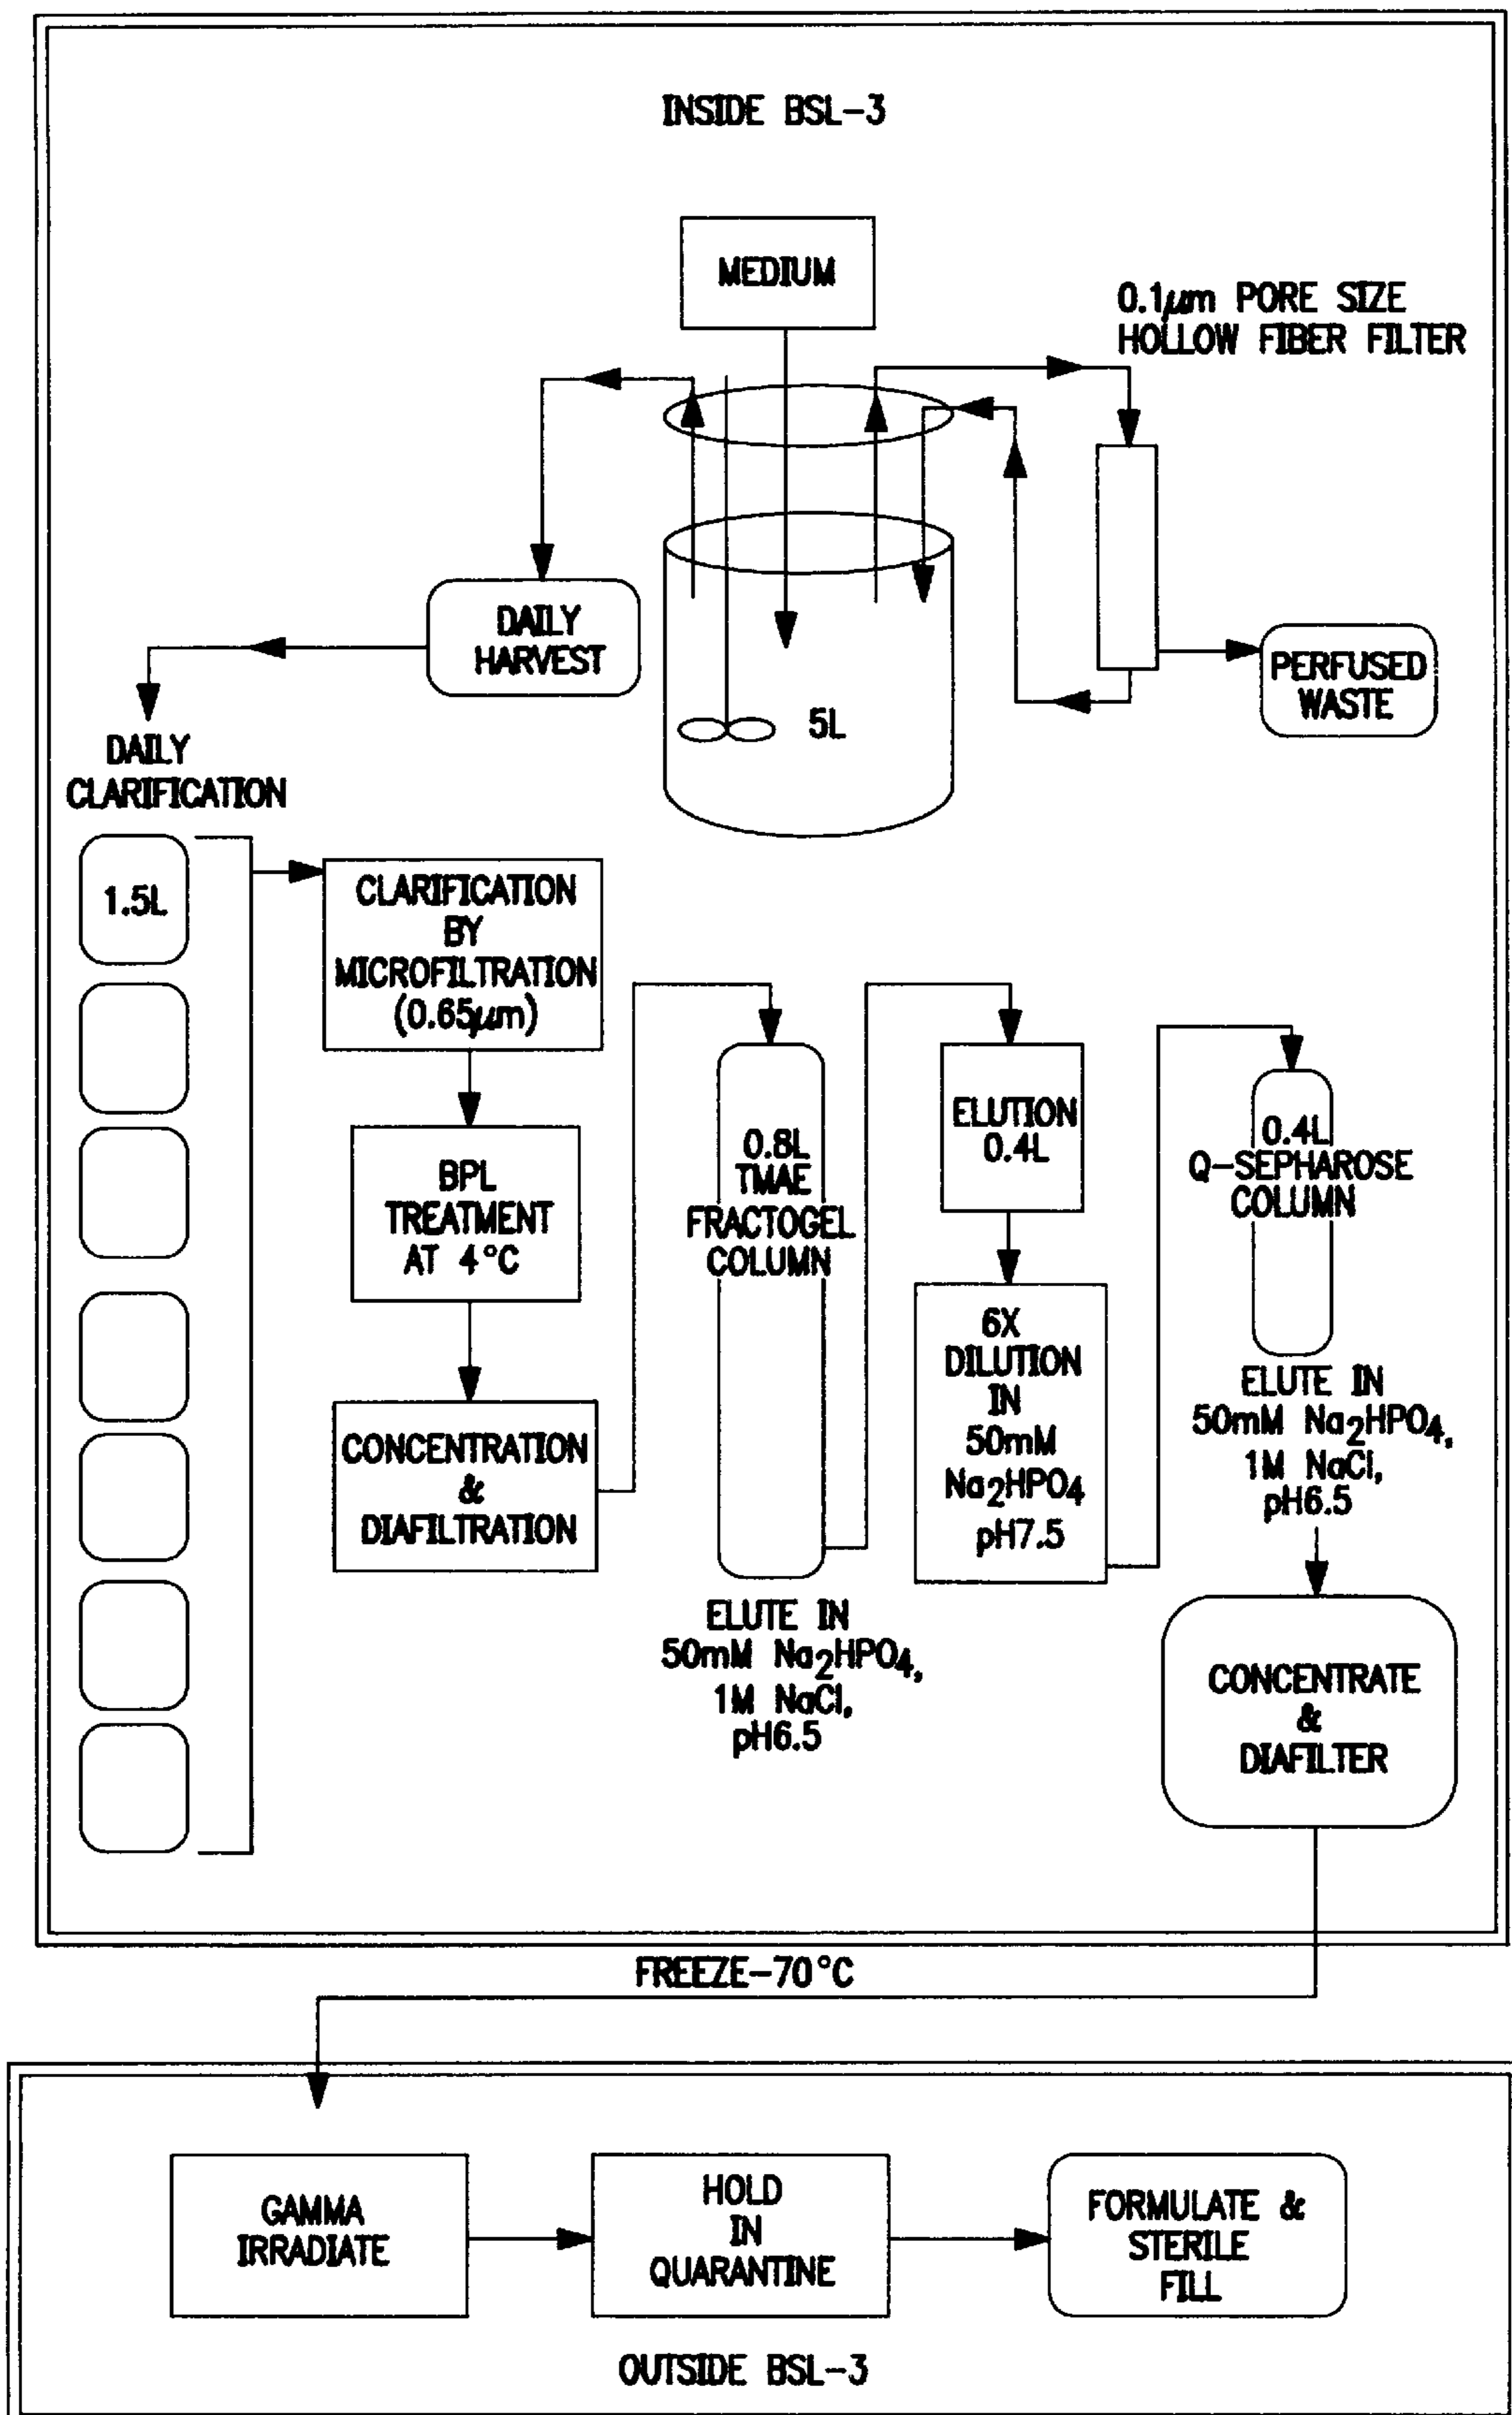 INSIDE BSL-3
MEDIUM
0.1µm PORE SIZE
HOLLOW FIBER FILTER
DAILY
HARVEST
PERFUSED
WASTE
5L
DAILY
CLARIFICATION
1.5L
CLARIFICATION
BY
MICROFILTRATION
(0.65µm)
BPL
TREATMENT
AT 4°C
CONCENTRATION
&
DIAFILTRATION
0.8L
TMAE
FRACTOGEL
COLUMN
ELUTE IN
50mM Na₂HPO₄,
1M NaCl,
pH6.5
ELUTION
0.4L
6X
DILUTION
IN
50mM
Na₂HPO₄
pH7.5
0.4L
Q-SEPHAROSE
COLUMN
ELUTE IN
50mM Na₂HPO₄,
1M NaCl,
pH6.5
CONCENTRATE
&
DIAFILTER
FREEZE-70°C
GAMMA
IRRADIATE
HOLD
IN
QUARANTINE
FORMULATE &
STERILE
FILL
OUTSIDE BSL-3